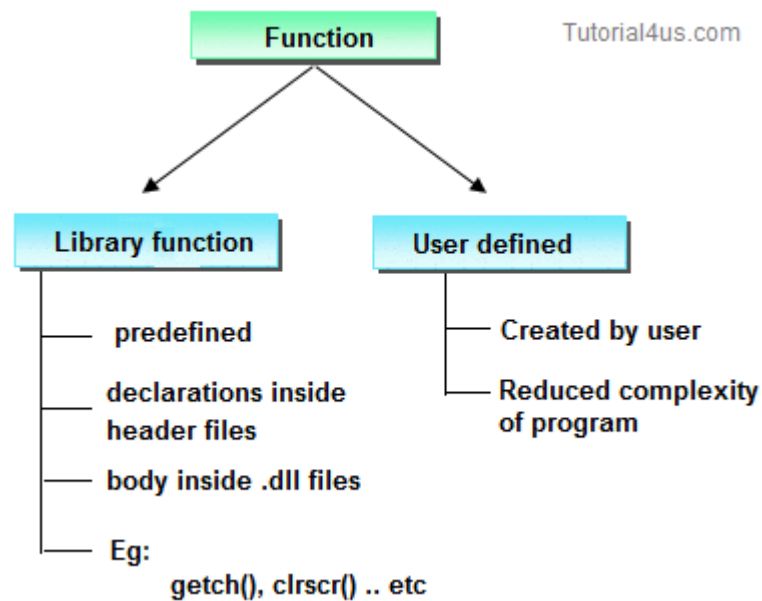 Function
Tutorial4us.com
Library function
User defined
predefined
declarations inside
header files
body inside .dll files
Eg:
getch(), clrscr() .. etc
Created by user
Reduced complexity
of program